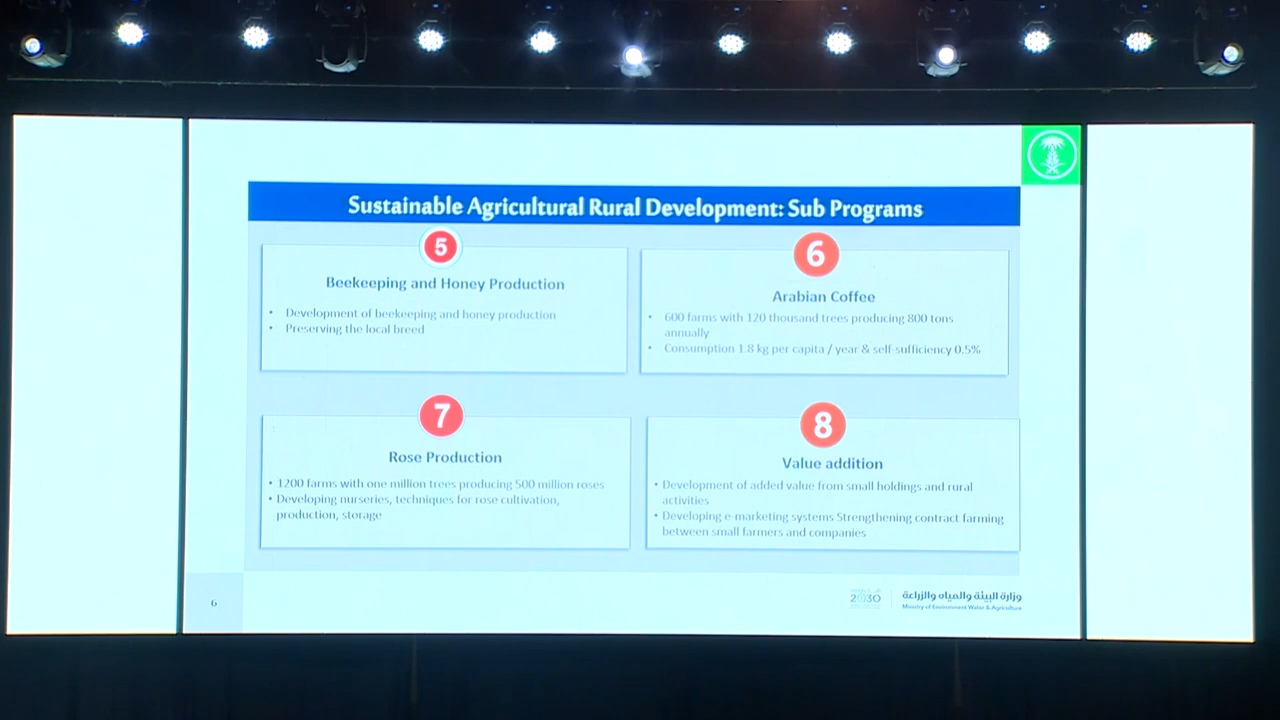 Sustainable Agricultural Rural Development: Sub Programs
5
Beekeeping and Honey Production
• Development of beekeeping and honey production
• Preserving the local breed
6
Arabian Coffee
• 600 farms with 120 thousand trees producing 800 tons
annually
• Consumption 1.8 kg per capita / year & self-sufficiency 0.5%
7
Rose Production
• 1200 farms with one million trees producing 500 million roses
• Developing nurseries, techniques for rose cultivation,
production, storage
8
Value addition
• Development of added value from small holdings and rural
activities
• Developing e-marketing systems Strengthening contract farming
between small farmers and companies
6
2030
وزارة البيئة والمياه والزراعة
Ministry of Environment Water & Agriculture